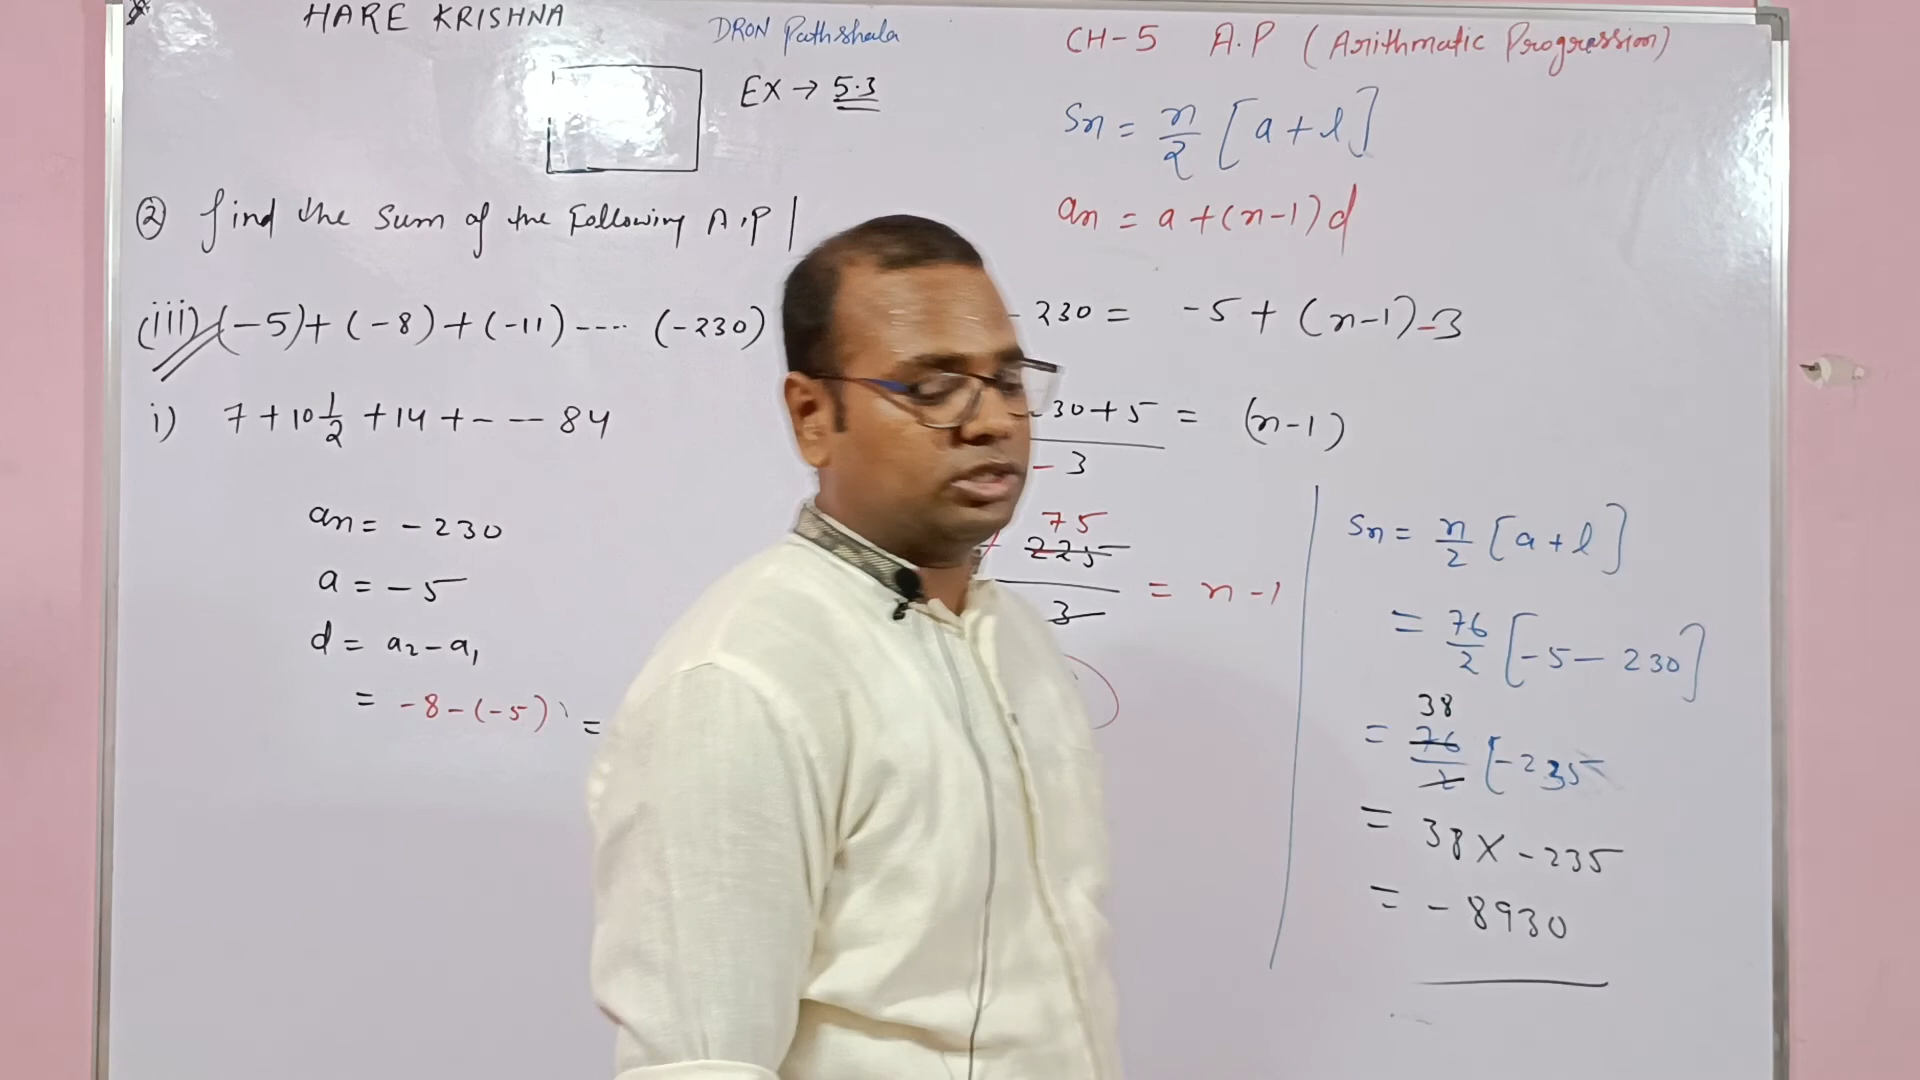 HARE KRISHNA
DRON Pathshala
CH-5 A.P (Arithmatic Progression)
EX → 5.3
Sn = n/2 [a+l]
an = a+(n-1)d
② find the Sum of the Following A.P
(iii) (-5)+(-8)+(-11)---- (-230)
i) 7+10 1/2 +14+- -- 84
an = -230
a = -5
d = a2-a1
= -8-(-5) =
-230 = -5+(n-1)-3
30+5 / -3 = (n-1)
75
225 / 3 = n-1
Sn = n/2 [a+l]
= 76/2 [-5-230]
38
= 76/2 [-235
= 38X-235
= -8930